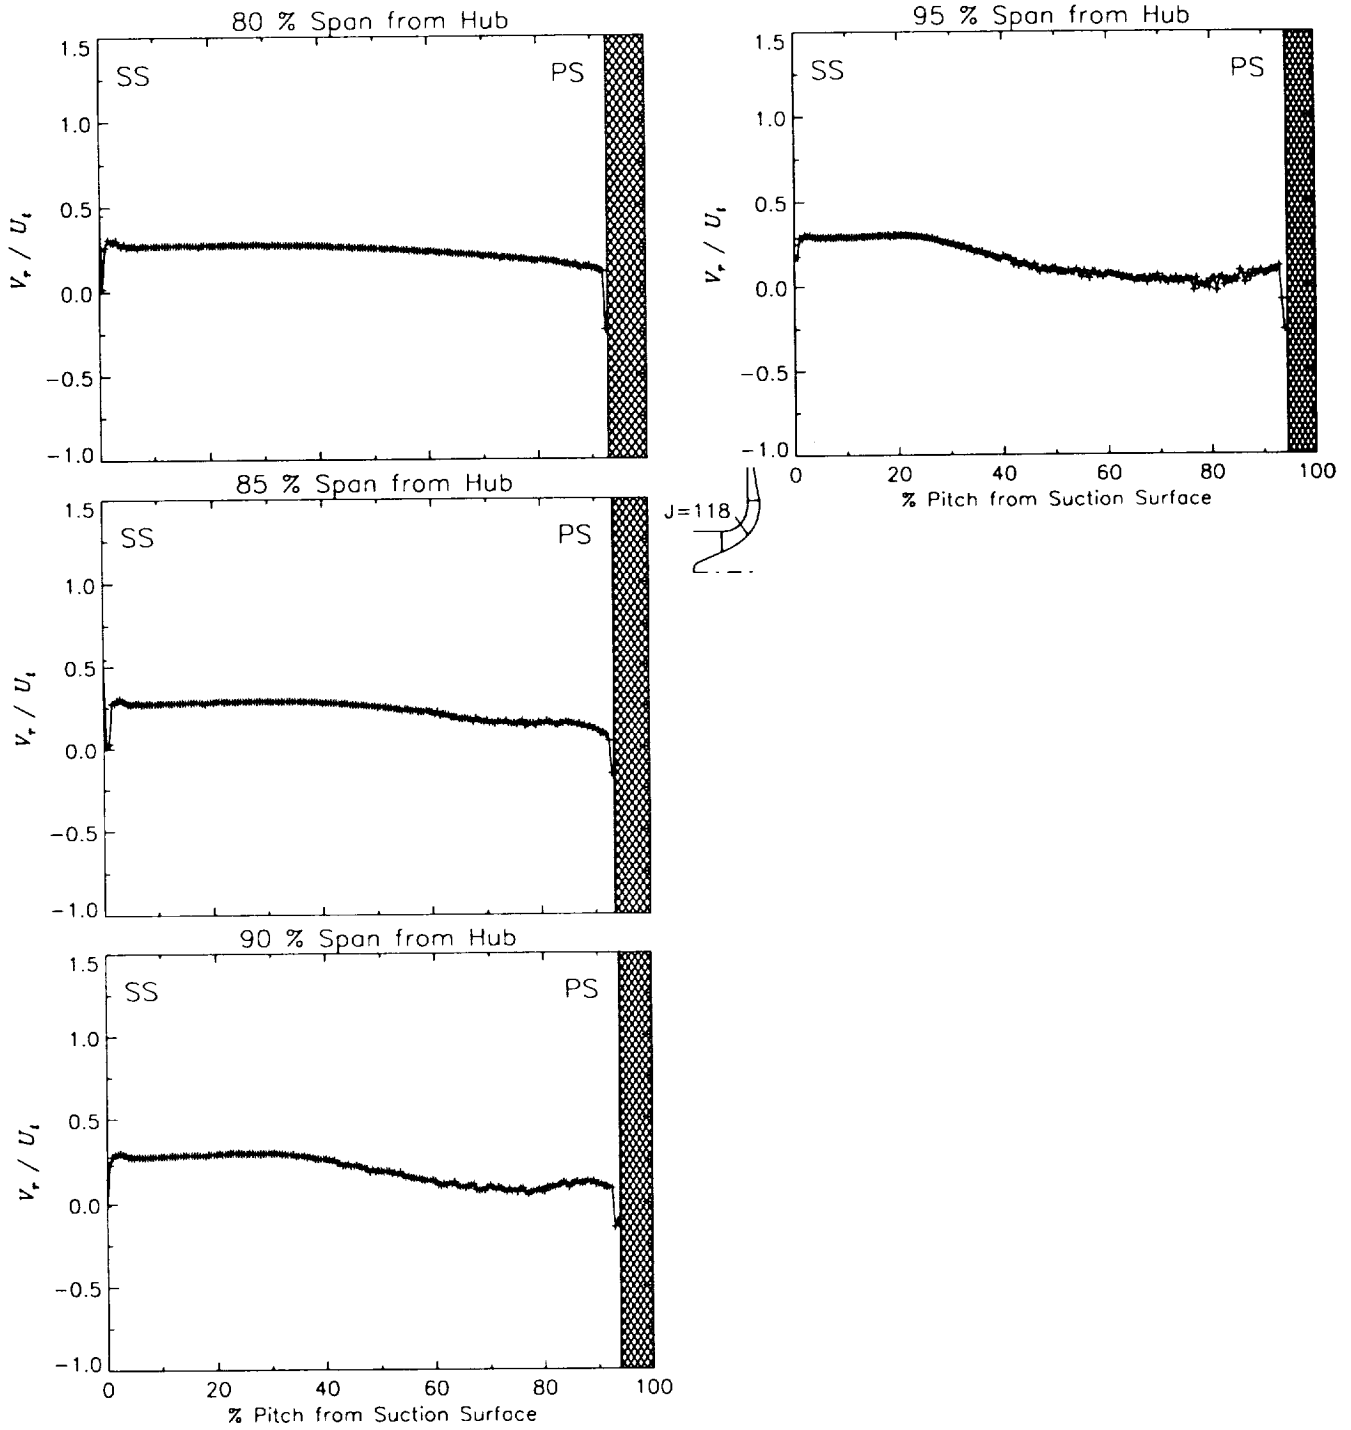 80 % Span from Hub
1.5
SS
PS
1.0
0.5
0.0
−0.5
−1.0
V_r / U_t
85 % Span from Hub
1.5
SS
PS
1.0
0.5
0.0
−0.5
−1.0
V_r / U_t
90 % Span from Hub
1.5
SS
PS
1.0
0.5
0.0
−0.5
−1.0
V_r / U_t
0 20 40 60 80 100
% Pitch from Suction Surface
95 % Span from Hub
1.5
SS
PS
1.0
0.5
0.0
−0.5
−1.0
V_r / U_t
0 20 40 60 80 100
% Pitch from Suction Surface
J=118